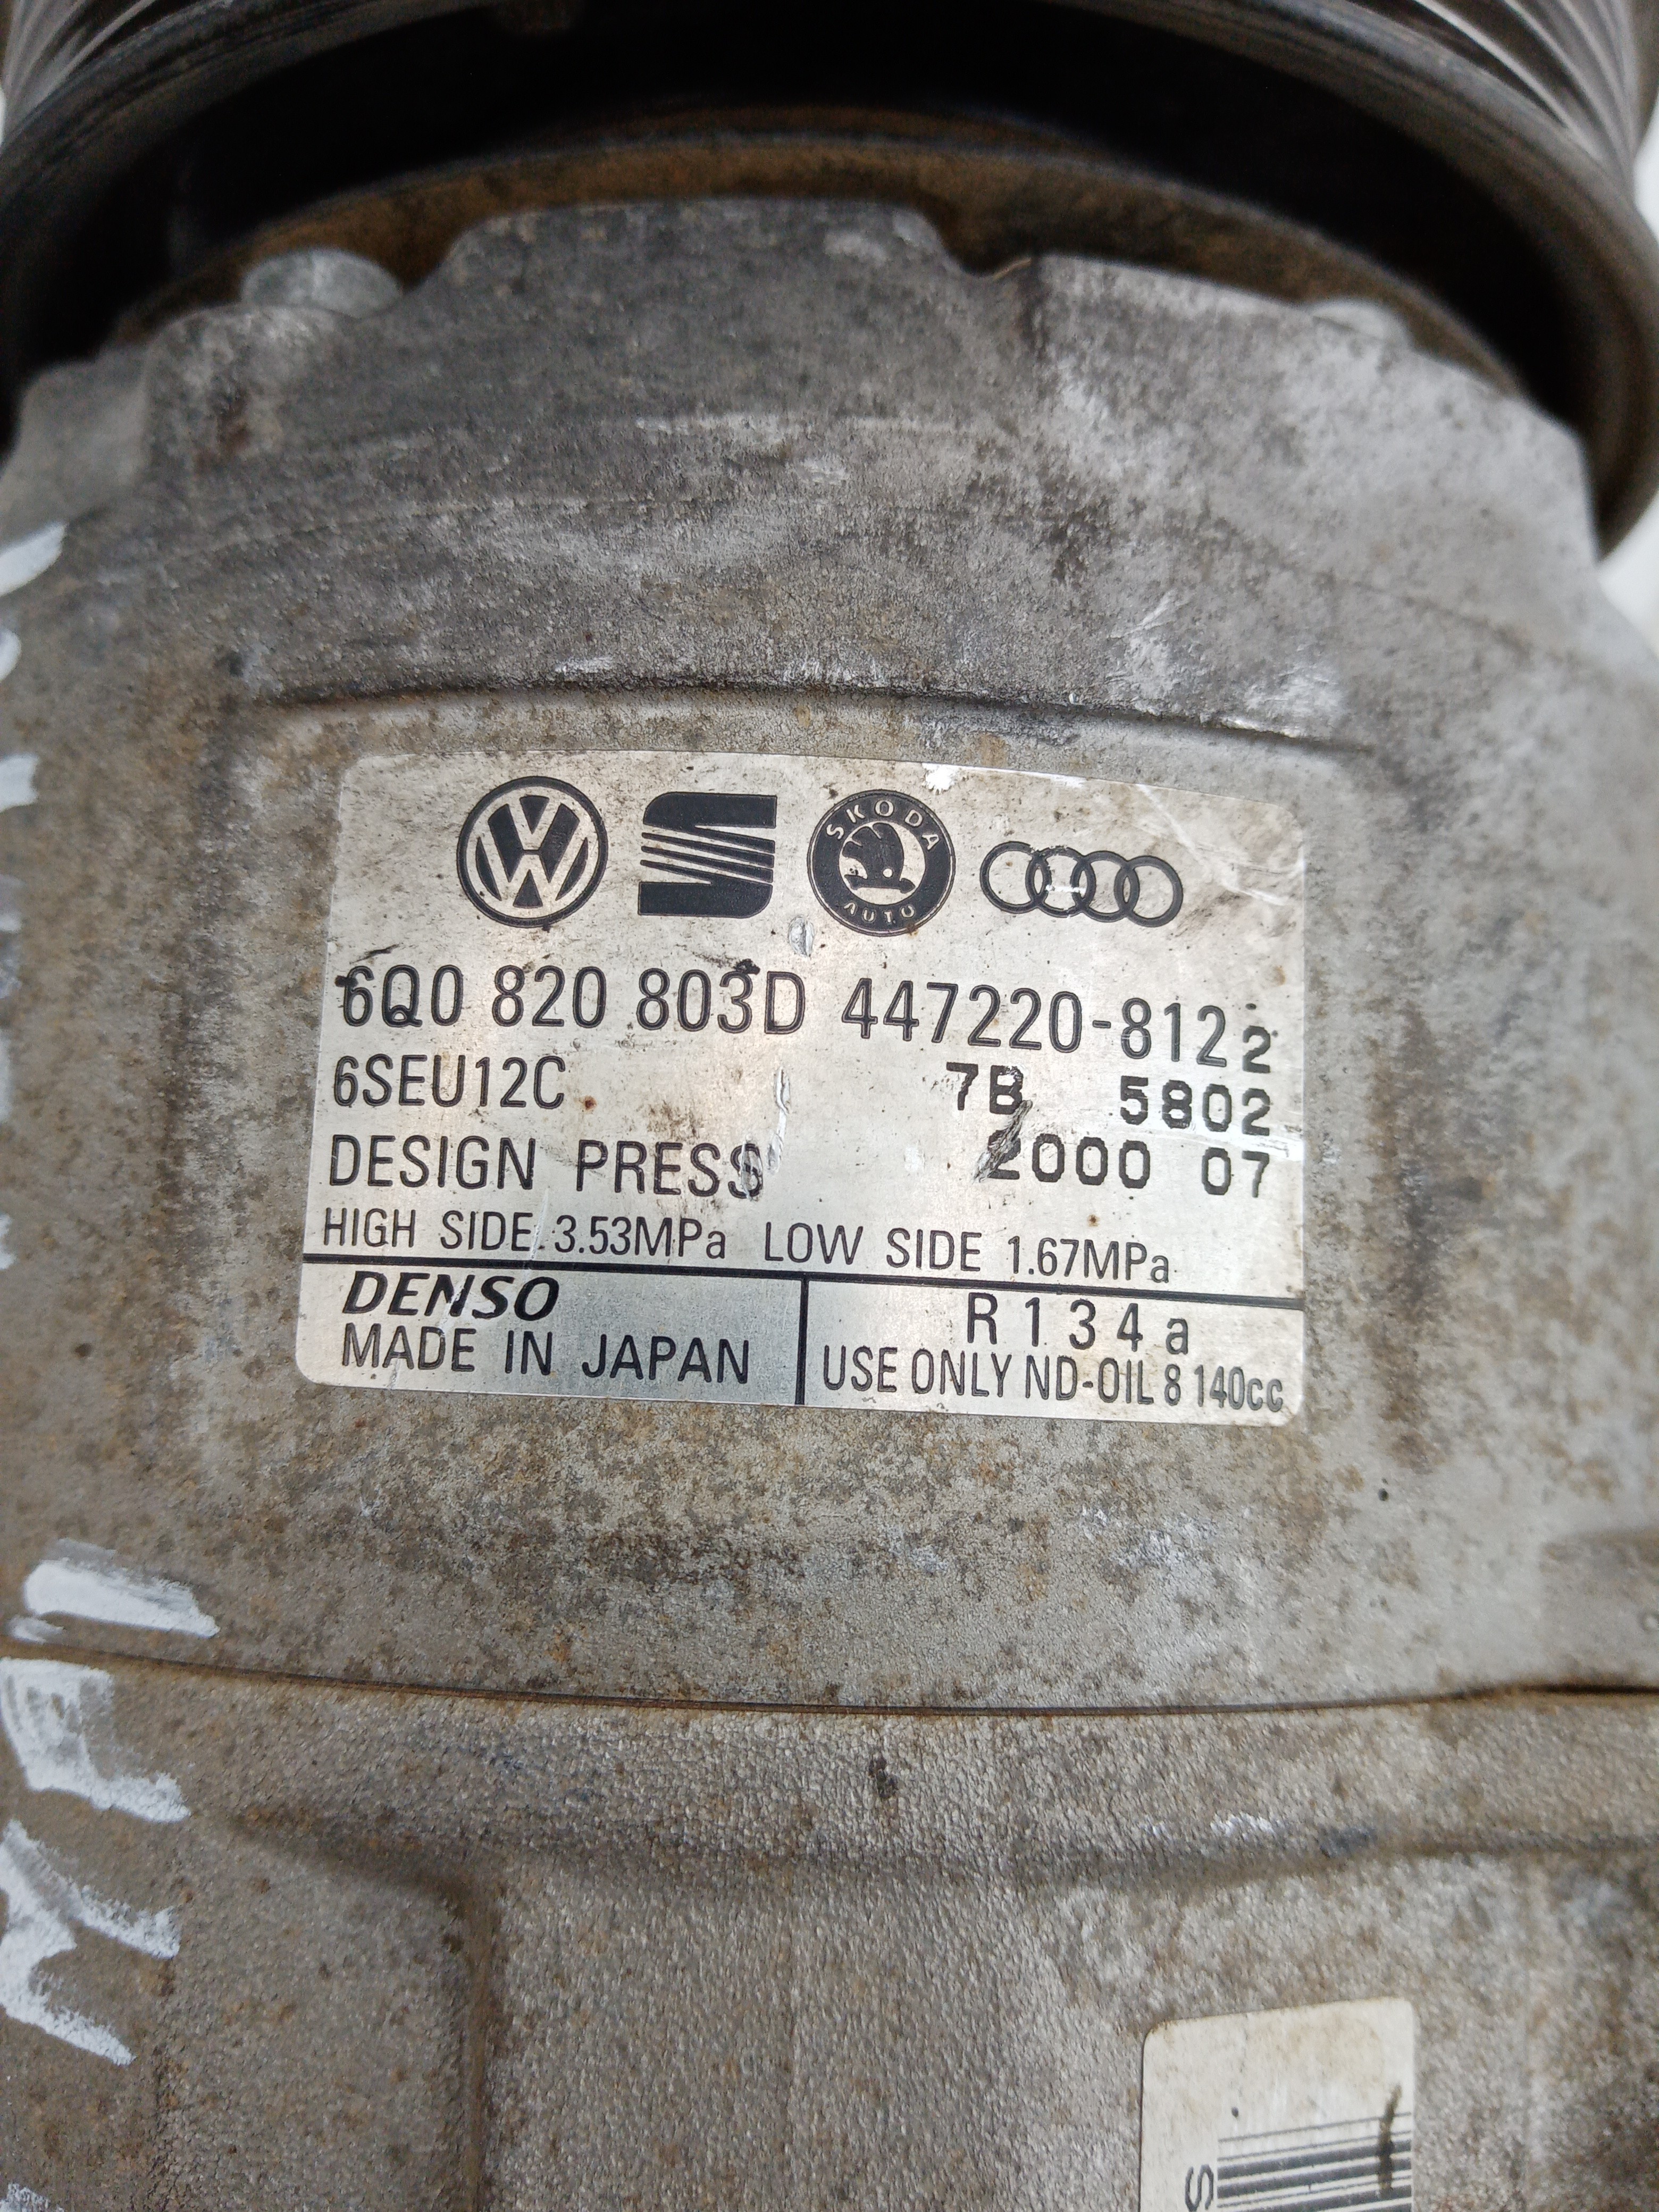 SKODA
AUTO
6Q0 820 803D 447220-8122
6SEU12C 7B 5802
DESIGN PRESS 2000 07
HIGH SIDE 3.53MPa LOW SIDE 1.67MPa
DENSO
MADE IN JAPAN
R134a
USE ONLY ND-OIL 8 140cc
S